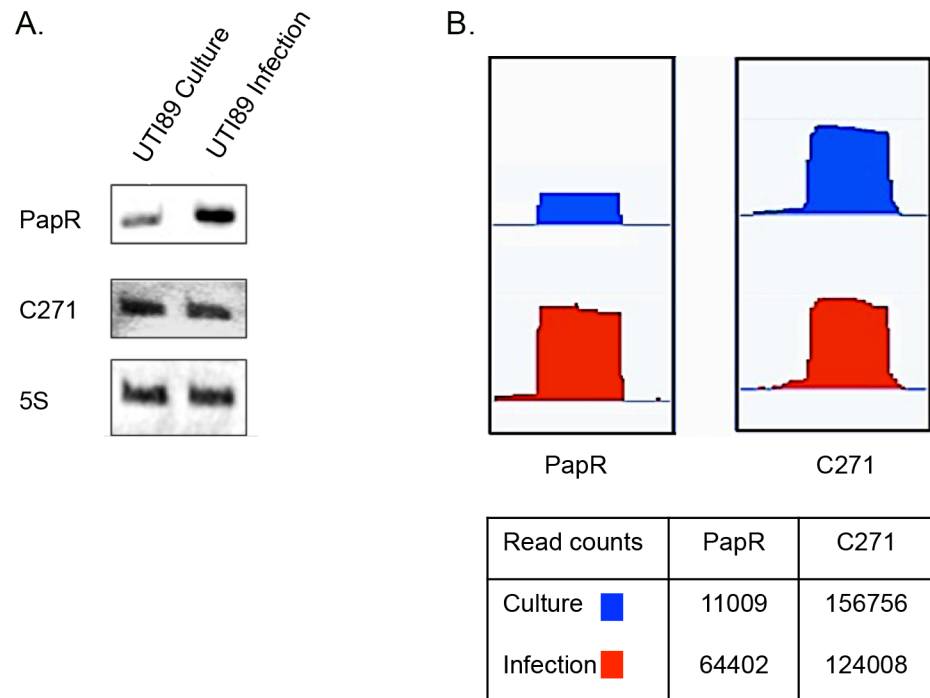 A.
UTI89 Culture
UTI89 Infection
PapR
C271
5S
B.
PapR
C271
Read counts PapR C271
Culture 11009 156756
Infection 64402 124008